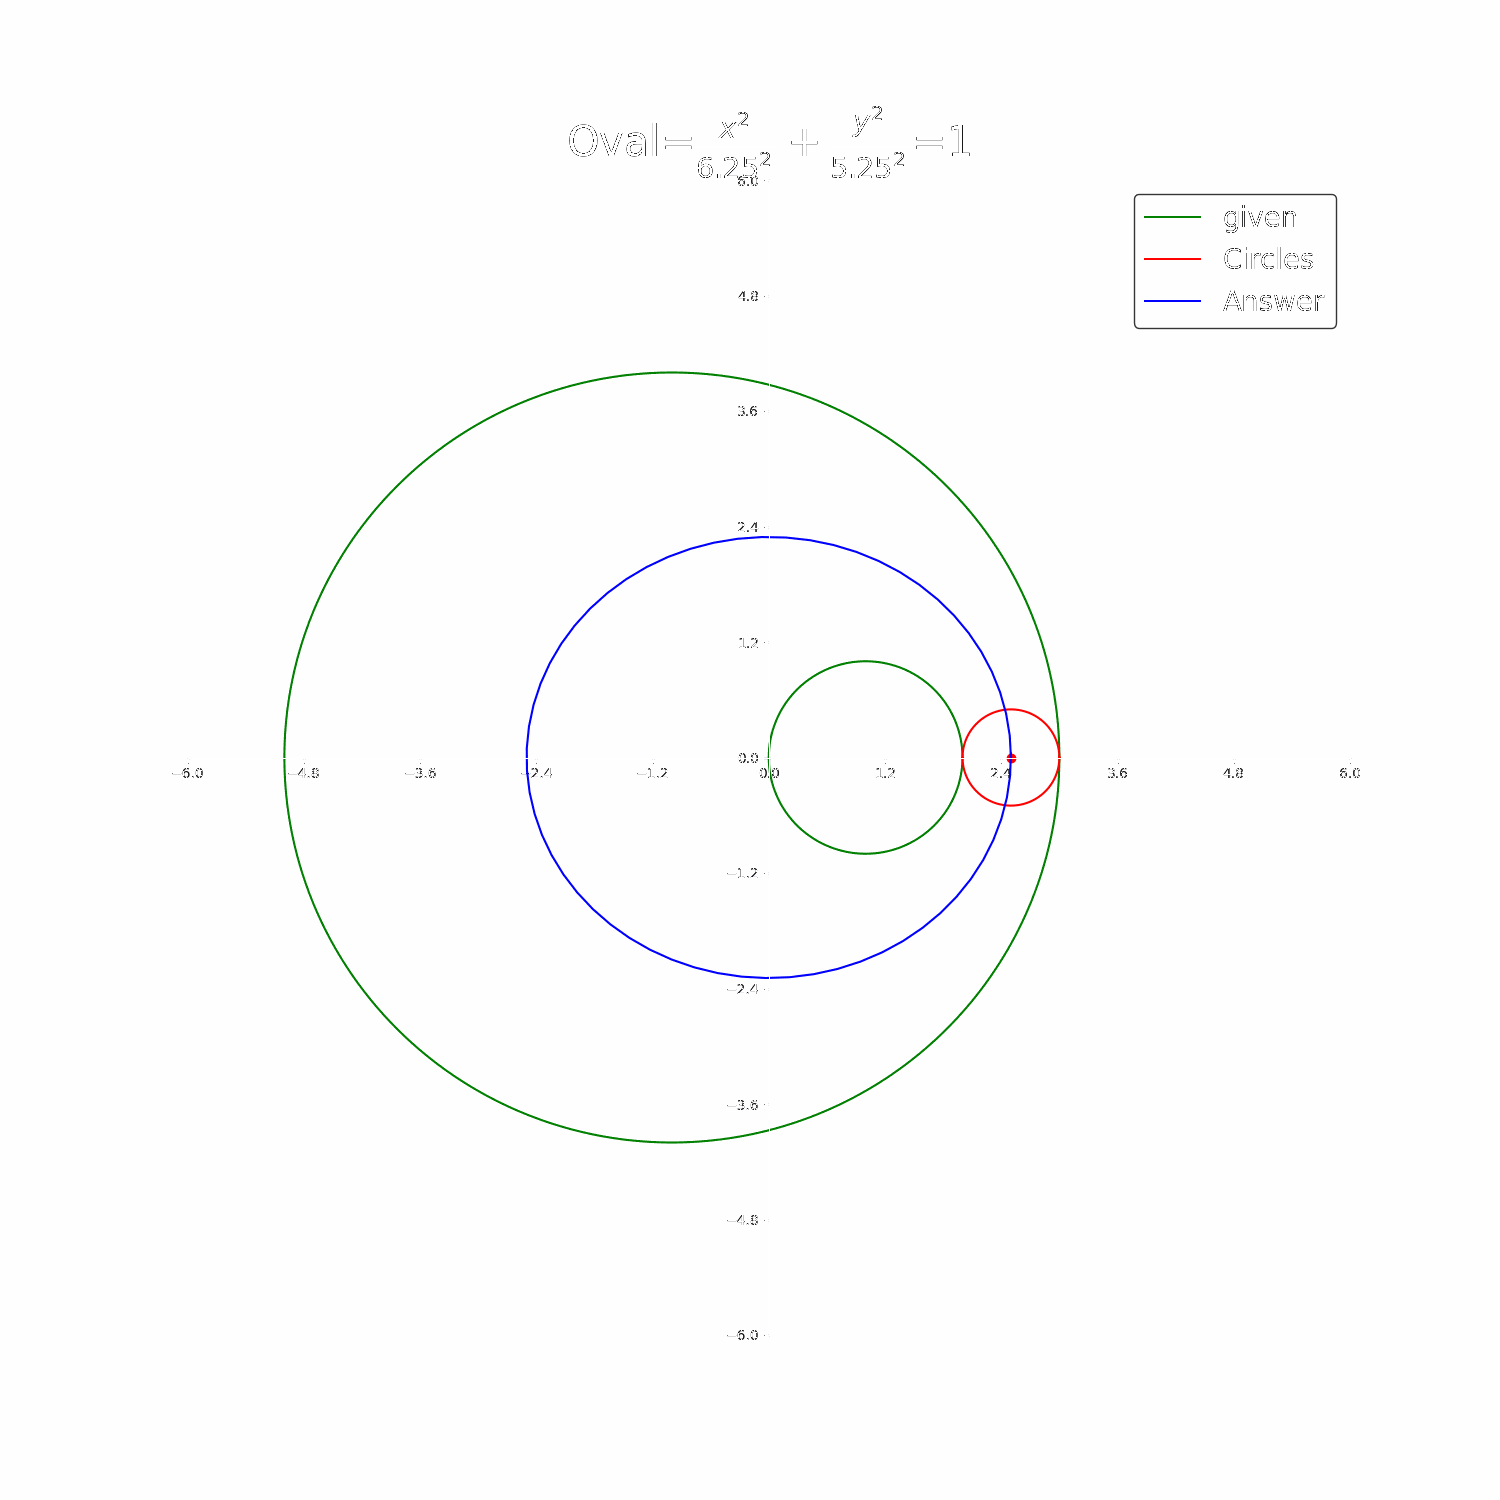 Oval=x²/6.25² + y²/5.25²=1
given
Circles
Answer
6.0
4.8
3.6
2.4
1.2
0.0
−1.2
−2.4
−3.6
−4.8
−6.0
−6.0 −4.8 −3.6 −2.4 −1.2 0.0 1.2 2.4 3.6 4.8 6.0